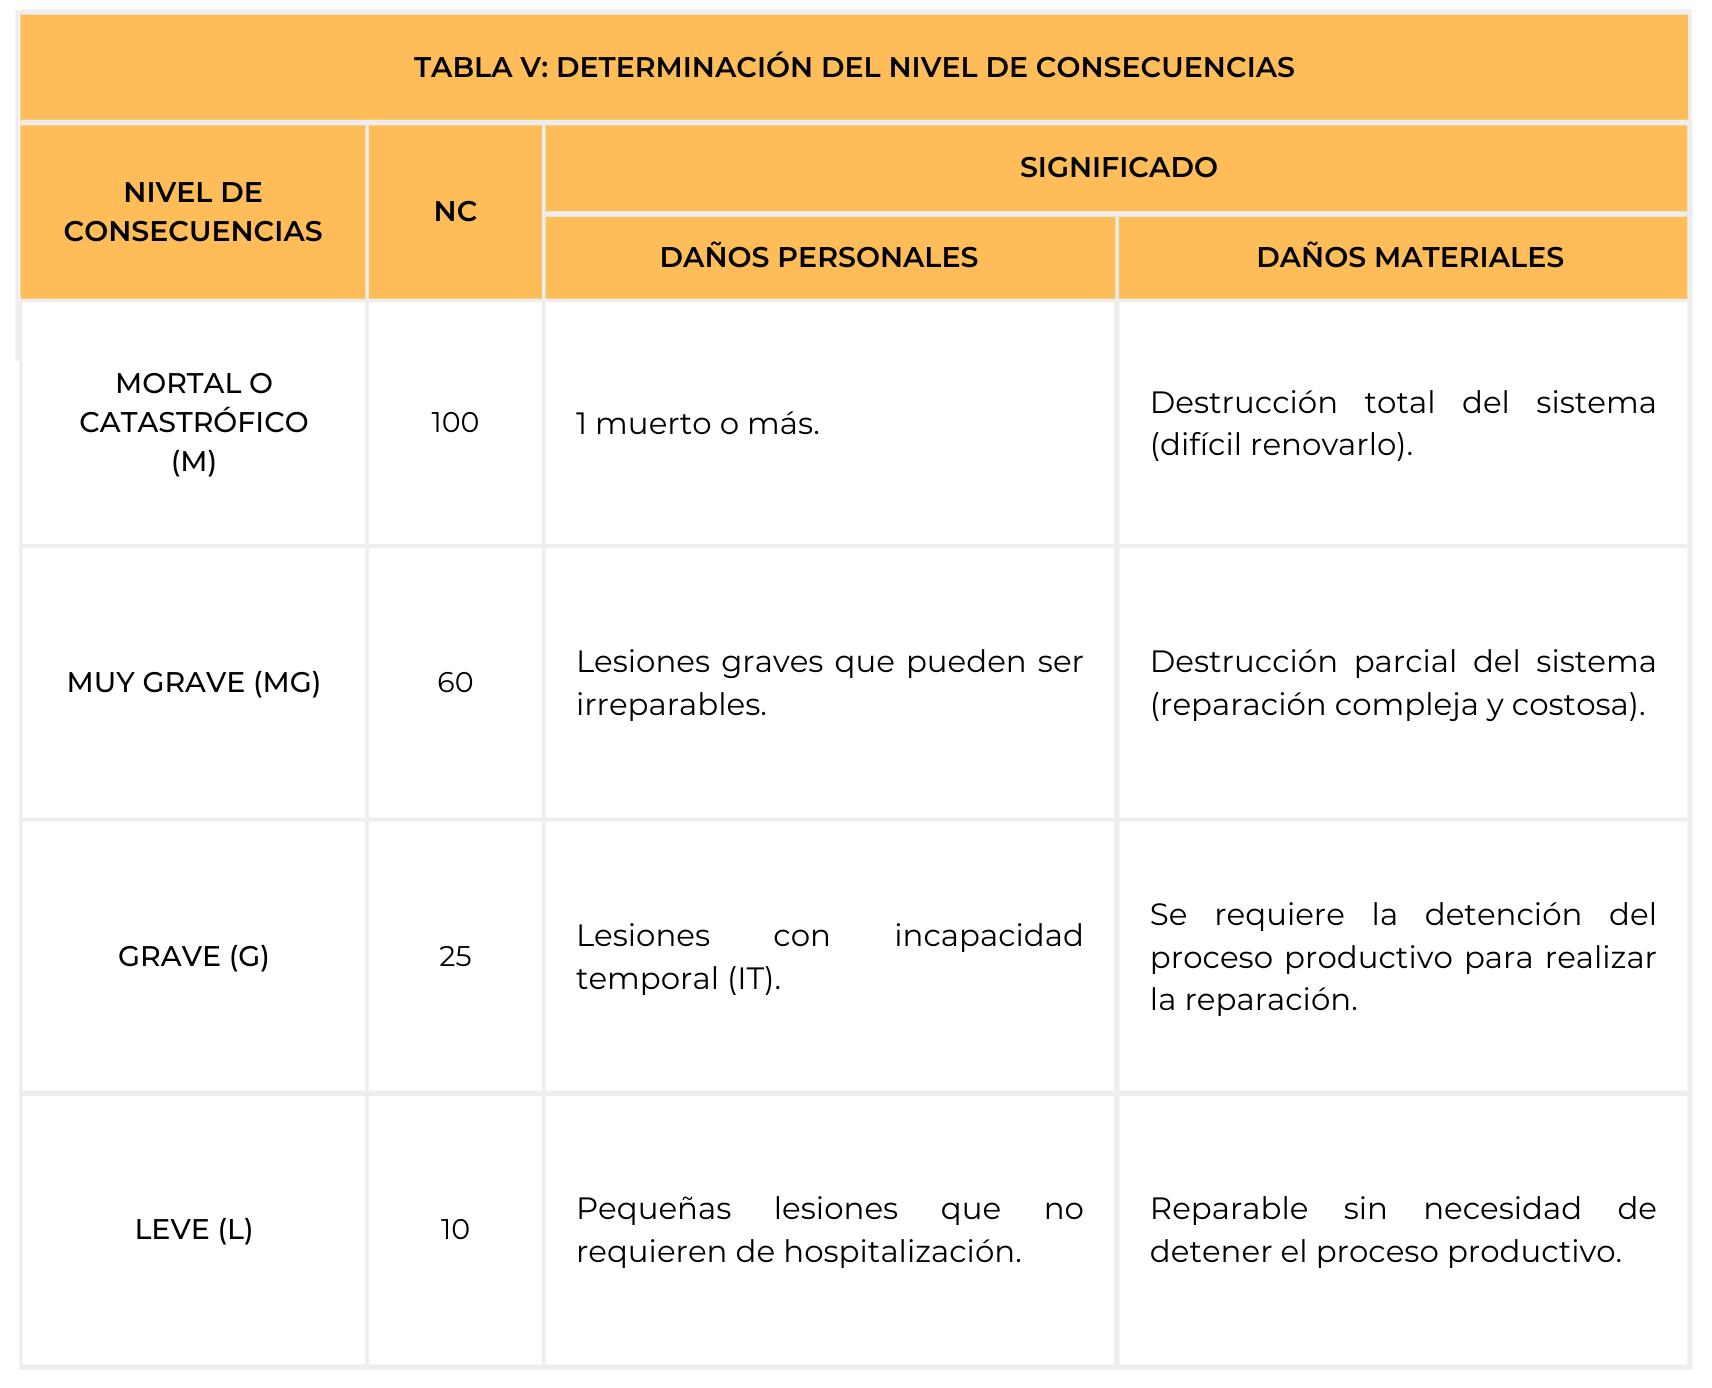 TABLA V: DETERMINACIÓN DEL NIVEL DE CONSECUENCIAS
NIVEL DE
CONSECUENCIAS
NC
SIGNIFICADO
DAÑOS PERSONALES
DAÑOS MATERIALES
MORTAL O
CATASTRÓFICO
(M)
100
1 muerto o más.
Destrucción total del sistema
(difícil renovarlo).
MUY GRAVE (MG)
60
Lesiones graves que pueden ser
irreparables.
Destrucción parcial del sistema
(reparación compleja y costosa).
GRAVE (G)
25
Lesiones con incapacidad
temporal (IT).
Se requiere la detención del
proceso productivo para realizar
la reparación.
LEVE (L)
10
Pequeñas lesiones que no
requieren de hospitalización.
Reparable sin necesidad de
detener el proceso productivo.